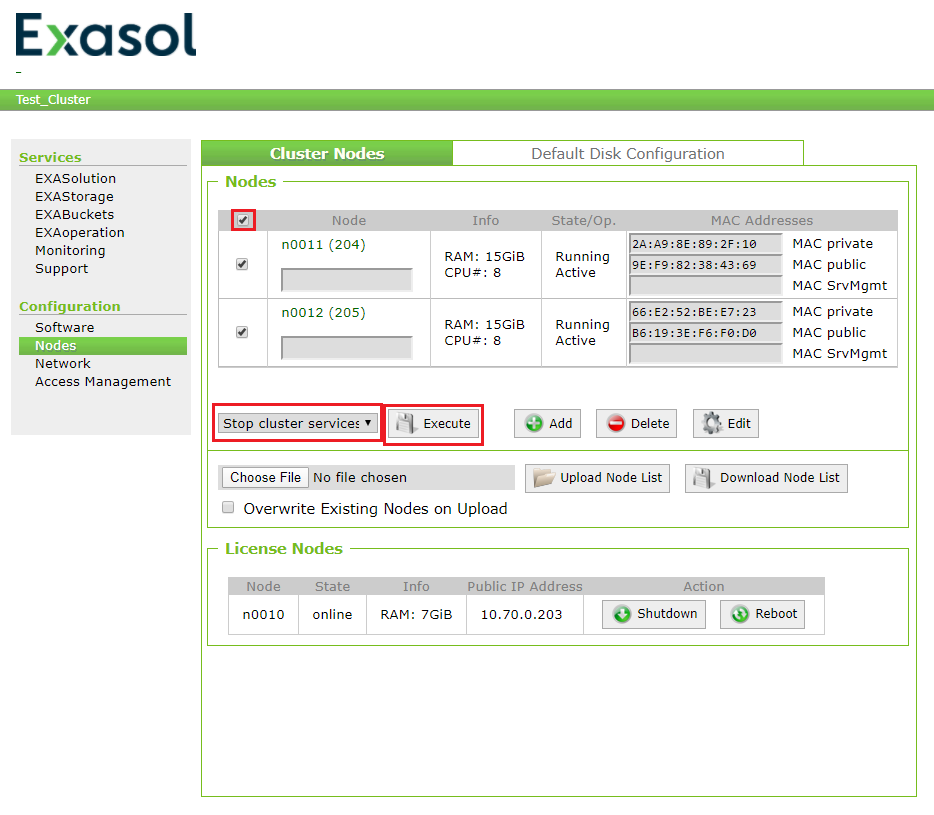 Exasol
Test_Cluster
Services
EXASolution
EXAStorage
EXABuckets
EXAoperation
Monitoring
Support
Configuration
Software
Nodes
Network
Access Management
Cluster Nodes Default Disk Configuration
Nodes
Node Info State/Op. MAC Addresses
n0011 (204) RAM: 15GiB CPU#: 8 Running Active 2A:A9:8E:89:2F:10 MAC private
9E:F9:82:38:43:69 MAC public
MAC SrvMgmt
n0012 (205) RAM: 15GiB CPU#: 8 Running Active 66:E2:52:BE:E7:23 MAC private
B6:19:3E:F6:F0:D0 MAC public
MAC SrvMgmt
Stop cluster services Execute Add Delete Edit
Choose File No file chosen Upload Node List Download Node List
Overwrite Existing Nodes on Upload
License Nodes
Node State Info Public IP Address Action
n0010 online RAM: 7GiB 10.70.0.203 Shutdown Reboot